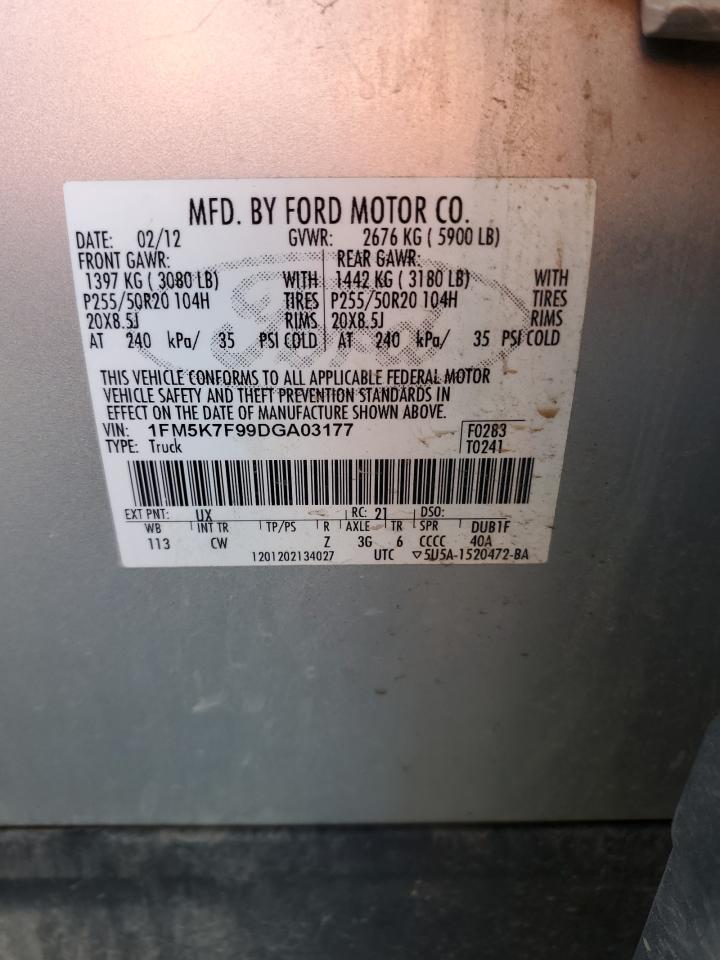 MFD. BY FORD MOTOR CO.
DATE: 02/12 GVWR: 2676 KG ( 5900 LB)
FRONT GAWR: REAR GAWR:
1397 KG ( 3080 LB) WITH 1442 KG ( 3180 LB) WITH
P255/50R20 104H TIRES P255/50R20 104H TIRES
20X8.5J RIMS 20X8.5J RIMS
AT 240 kPa/ 35 PSI COLD AT 240 kPa/ 35 PSI COLD
Ford
THIS VEHICLE CONFORMS TO ALL APPLICABLE FEDERAL MOTOR
VEHICLE SAFETY AND THEFT PREVENTION STANDARDS IN
EFFECT ON THE DATE OF MANUFACTURE SHOWN ABOVE.
VIN: 1FM5K7F99DGA03177 F0283
TYPE: Truck T0241
EXT PNT: UX RC: 21 DSO:
WB INT TR TP/PS R AXLE TR SPR DUB1F
113 CW Z 3G 6 CCCC 40A
1201202134027 UTC ▽5U5A-1520472-BA